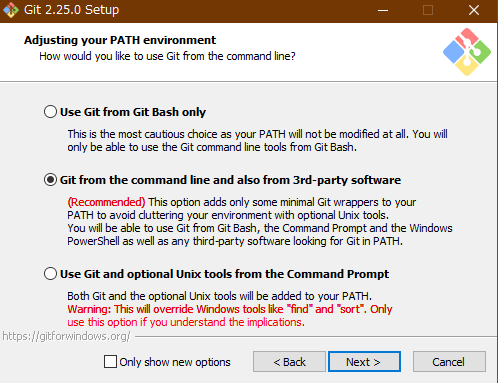 Git 2.25.0 Setup
Adjusting your PATH environment
How would you like to use Git from the command line?
Use Git from Git Bash only
This is the most cautious choice as your PATH will not be modified at all. You will
only be able to use the Git command line tools from Git Bash.
Git from the command line and also from 3rd-party software
(Recommended) This option adds only some minimal Git wrappers to your
PATH to avoid cluttering your environment with optional Unix tools.
You will be able to use Git from Git Bash, the Command Prompt and the Windows
PowerShell as well as any third-party software looking for Git in PATH.
Use Git and optional Unix tools from the Command Prompt
Both Git and the optional Unix tools will be added to your PATH.
Warning: This will override Windows tools like "find" and "sort". Only
use this option if you understand the implications.
https://gitforwindows.org/
Only show new options
< Back
Next >
Cancel